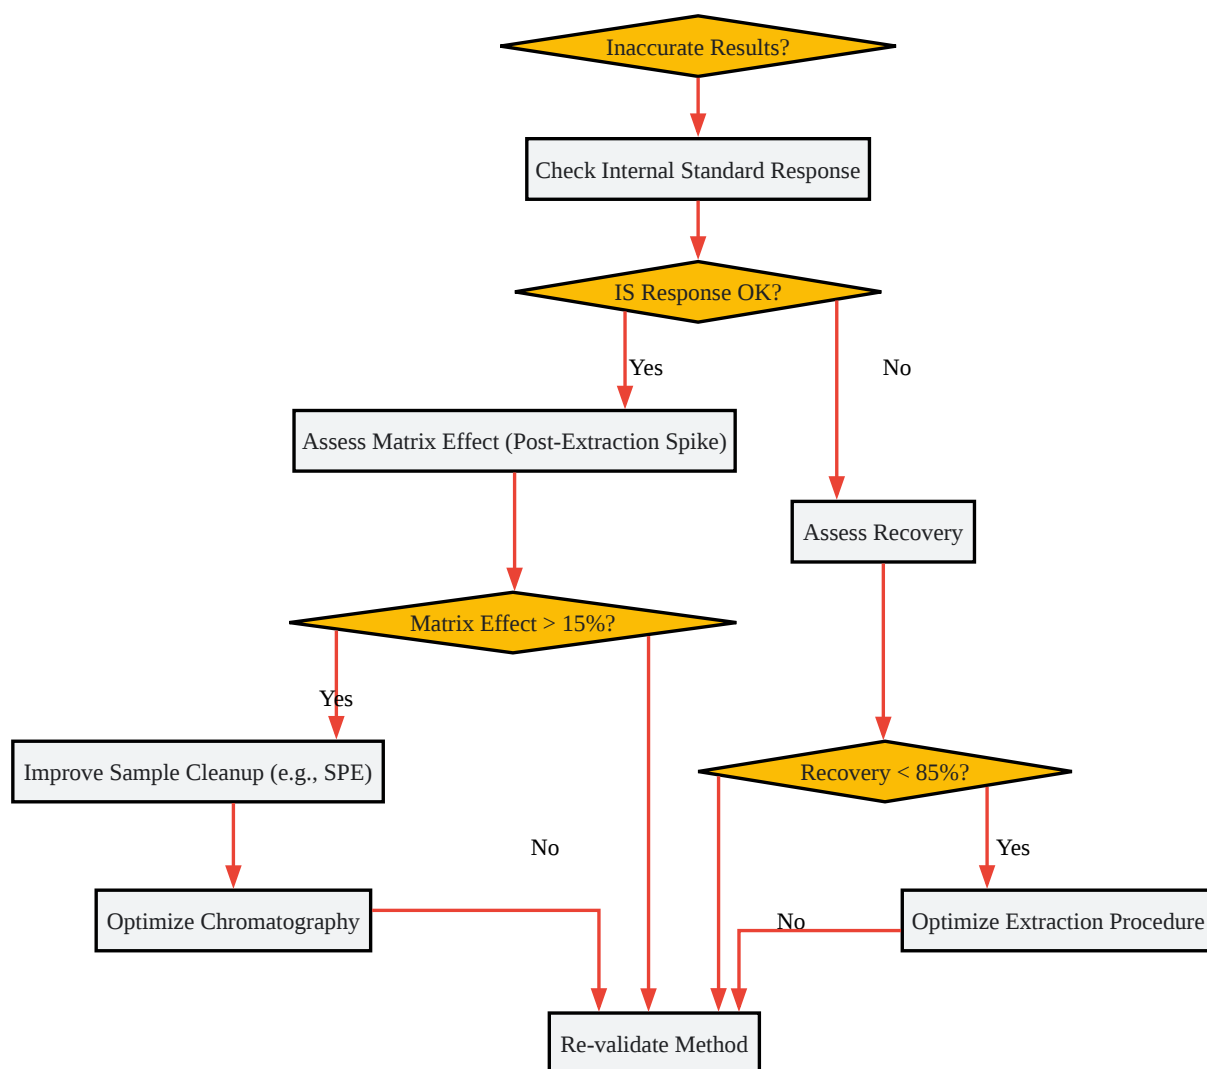 Inaccurate Results?
Check Internal Standard Response
IS Response OK?
Yes
No
Assess Matrix Effect (Post-Extraction Spike)
Assess Recovery
Matrix Effect > 15%?
Yes
Improve Sample Cleanup (e.g., SPE)
Recovery < 85%?
No
Yes
Optimize Chromatography
No
Optimize Extraction Procedure
Re-validate Method